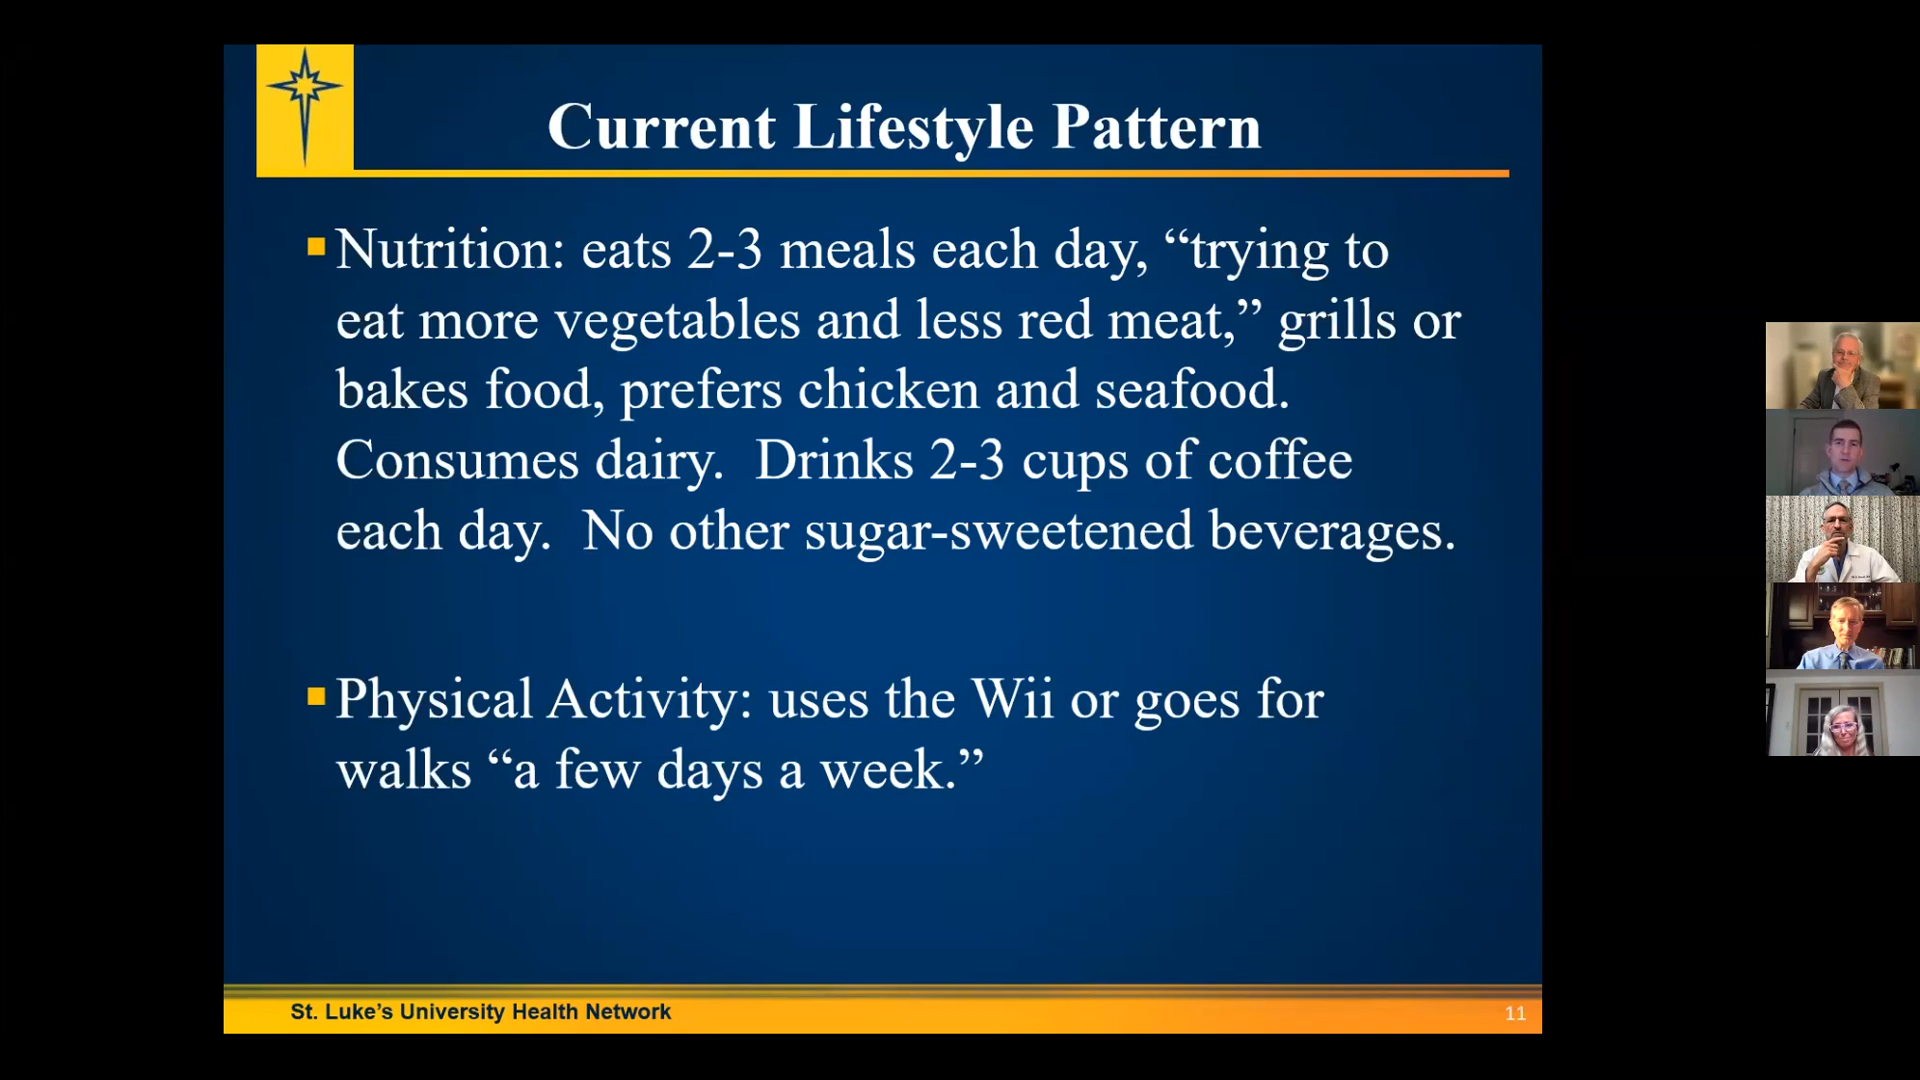 Current Lifestyle Pattern
Nutrition: eats 2-3 meals each day, “trying to
eat more vegetables and less red meat,” grills or
bakes food, prefers chicken and seafood.
Consumes dairy.  Drinks 2-3 cups of coffee
each day.  No other sugar-sweetened beverages.
Physical Activity: uses the Wii or goes for
walks “a few days a week.”
St. Luke’s University Health Network
11